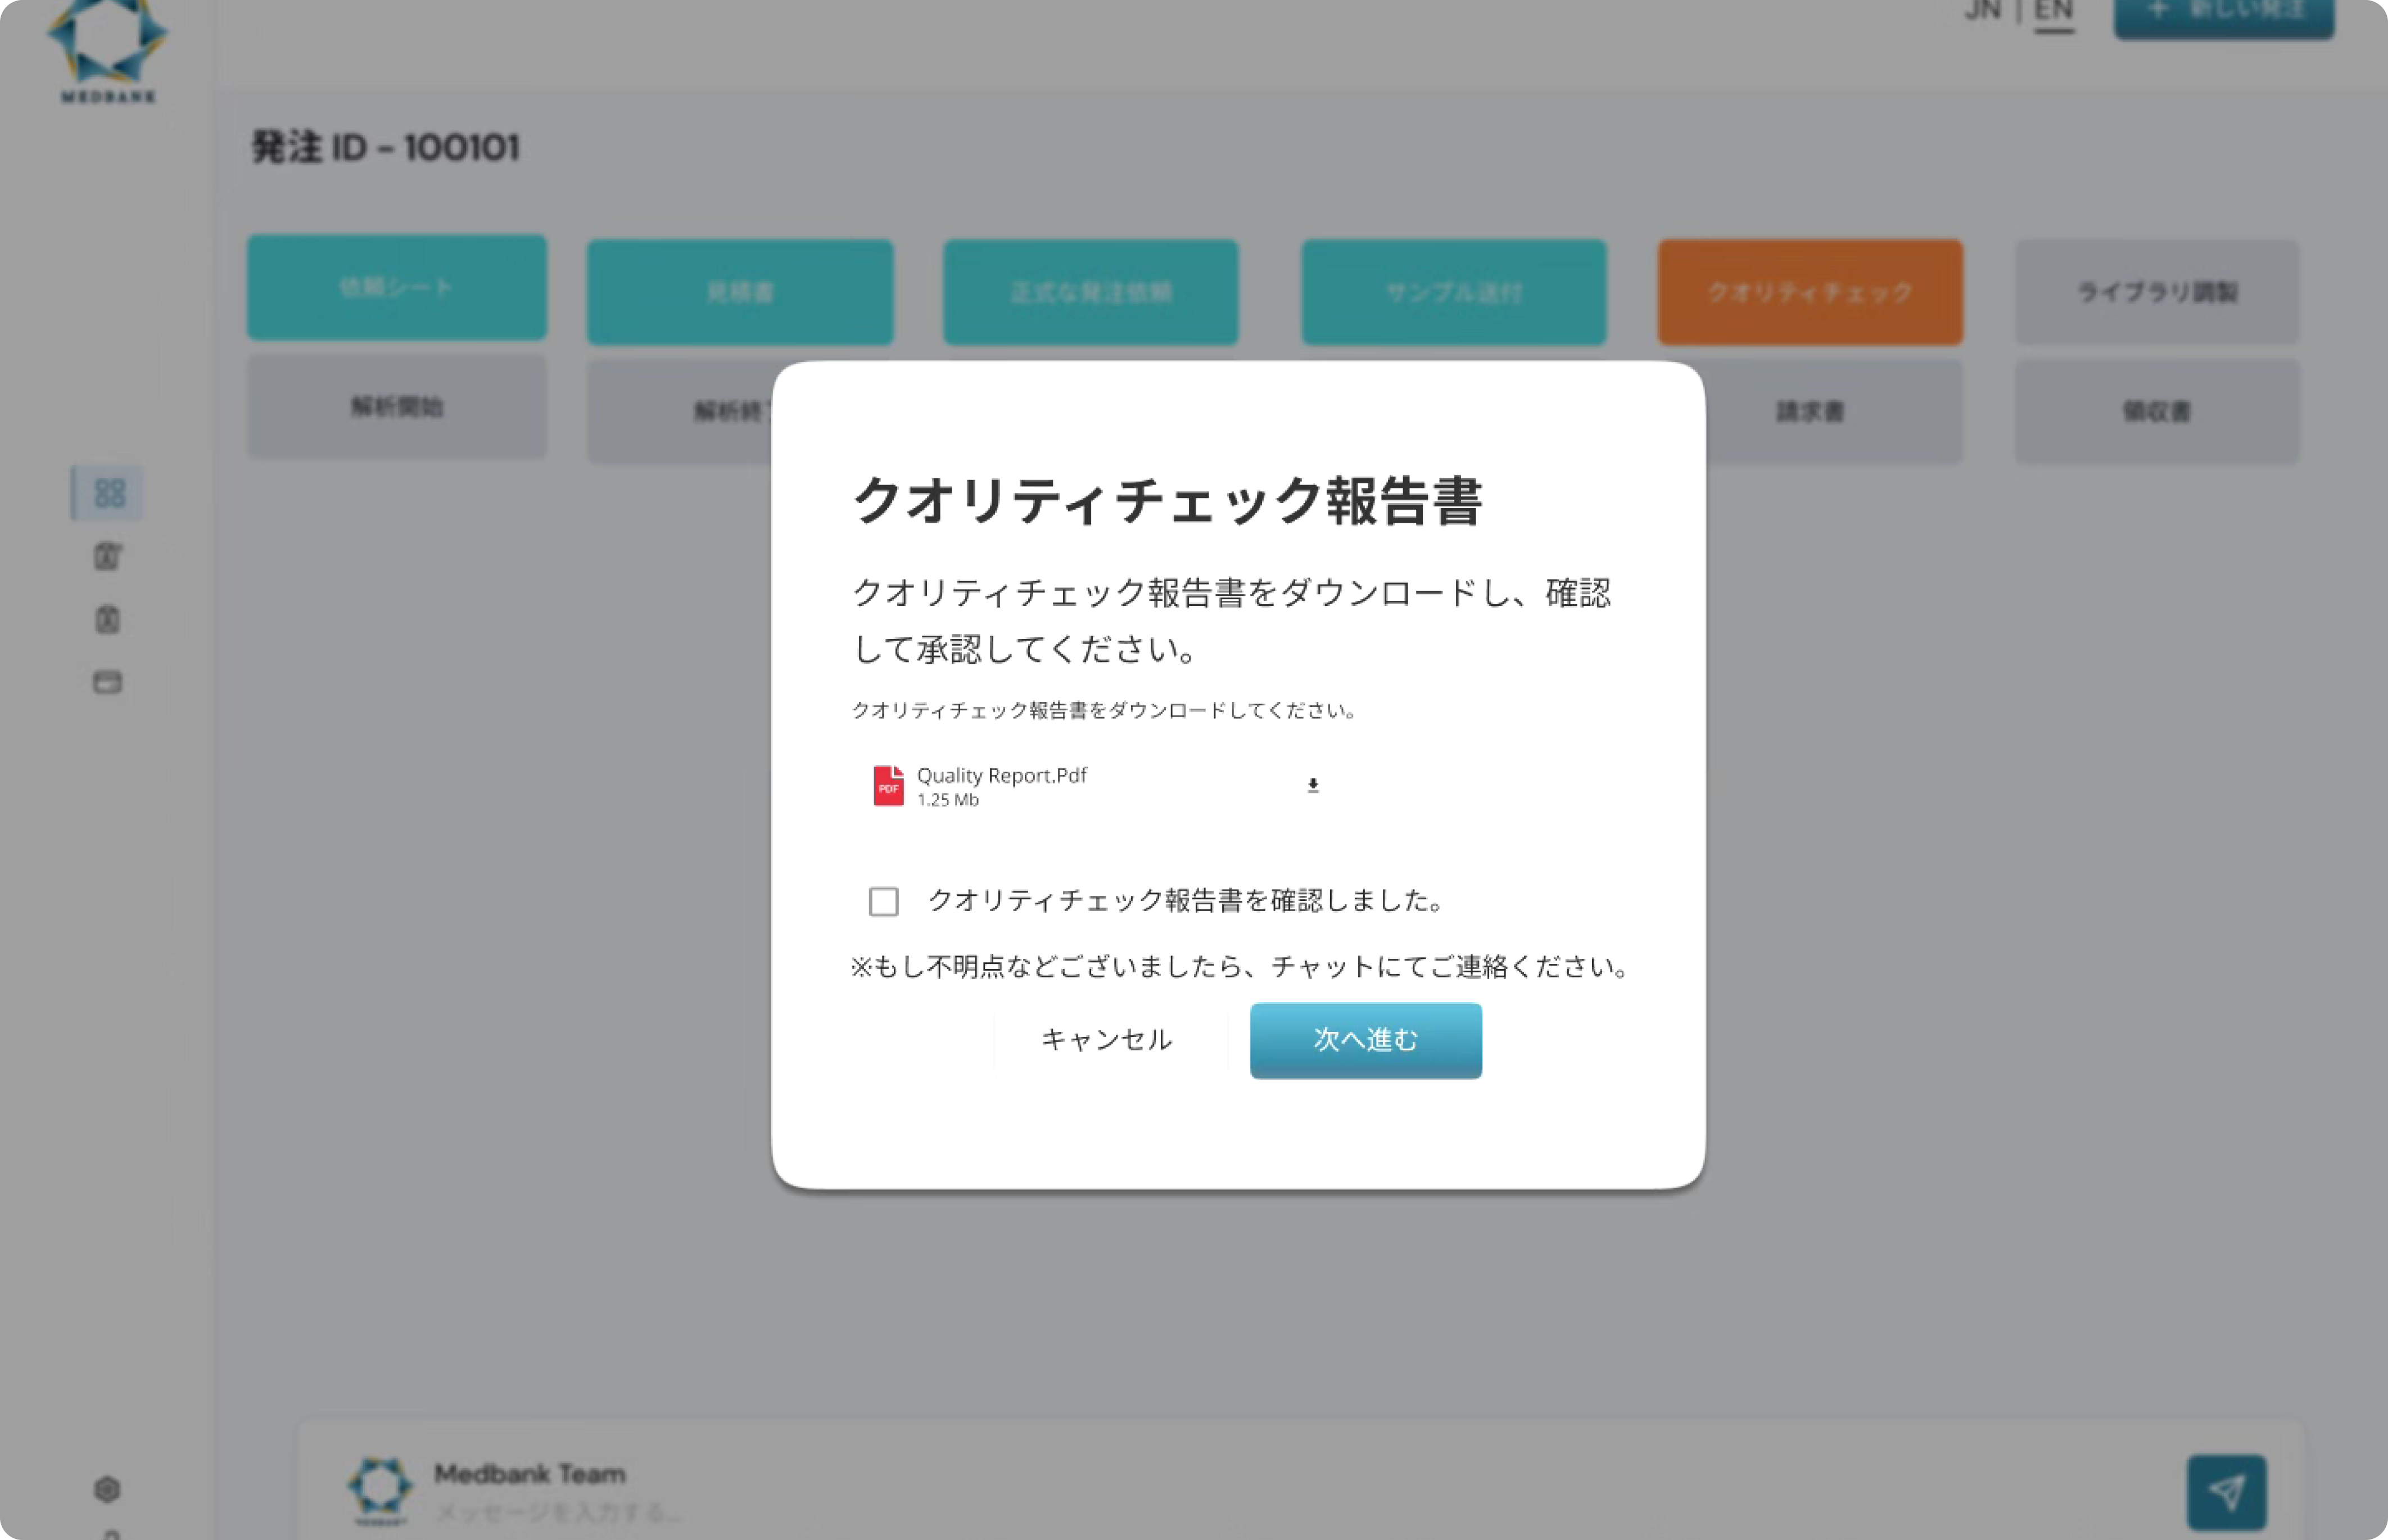 MEDBANK
JN | EN
+ 新しい発注
発注 ID – 100101
依頼シート
見積書
正式な発注依頼
サンプル送付
クオリティチェック
ライブラリ調製
解析開始
解析終了
請求書
領収書
クオリティチェック報告書
クオリティチェック報告書をダウンロードし、確認
して承認してください。
クオリティチェック報告書をダウンロードしてください。
PDF
Quality Report.Pdf
1.25 Mb
クオリティチェック報告書を確認しました。
※もし不明点などございましたら、チャットにてご連絡ください。
キャンセル
次へ進む
Medbank Team
メッセージを入力する...